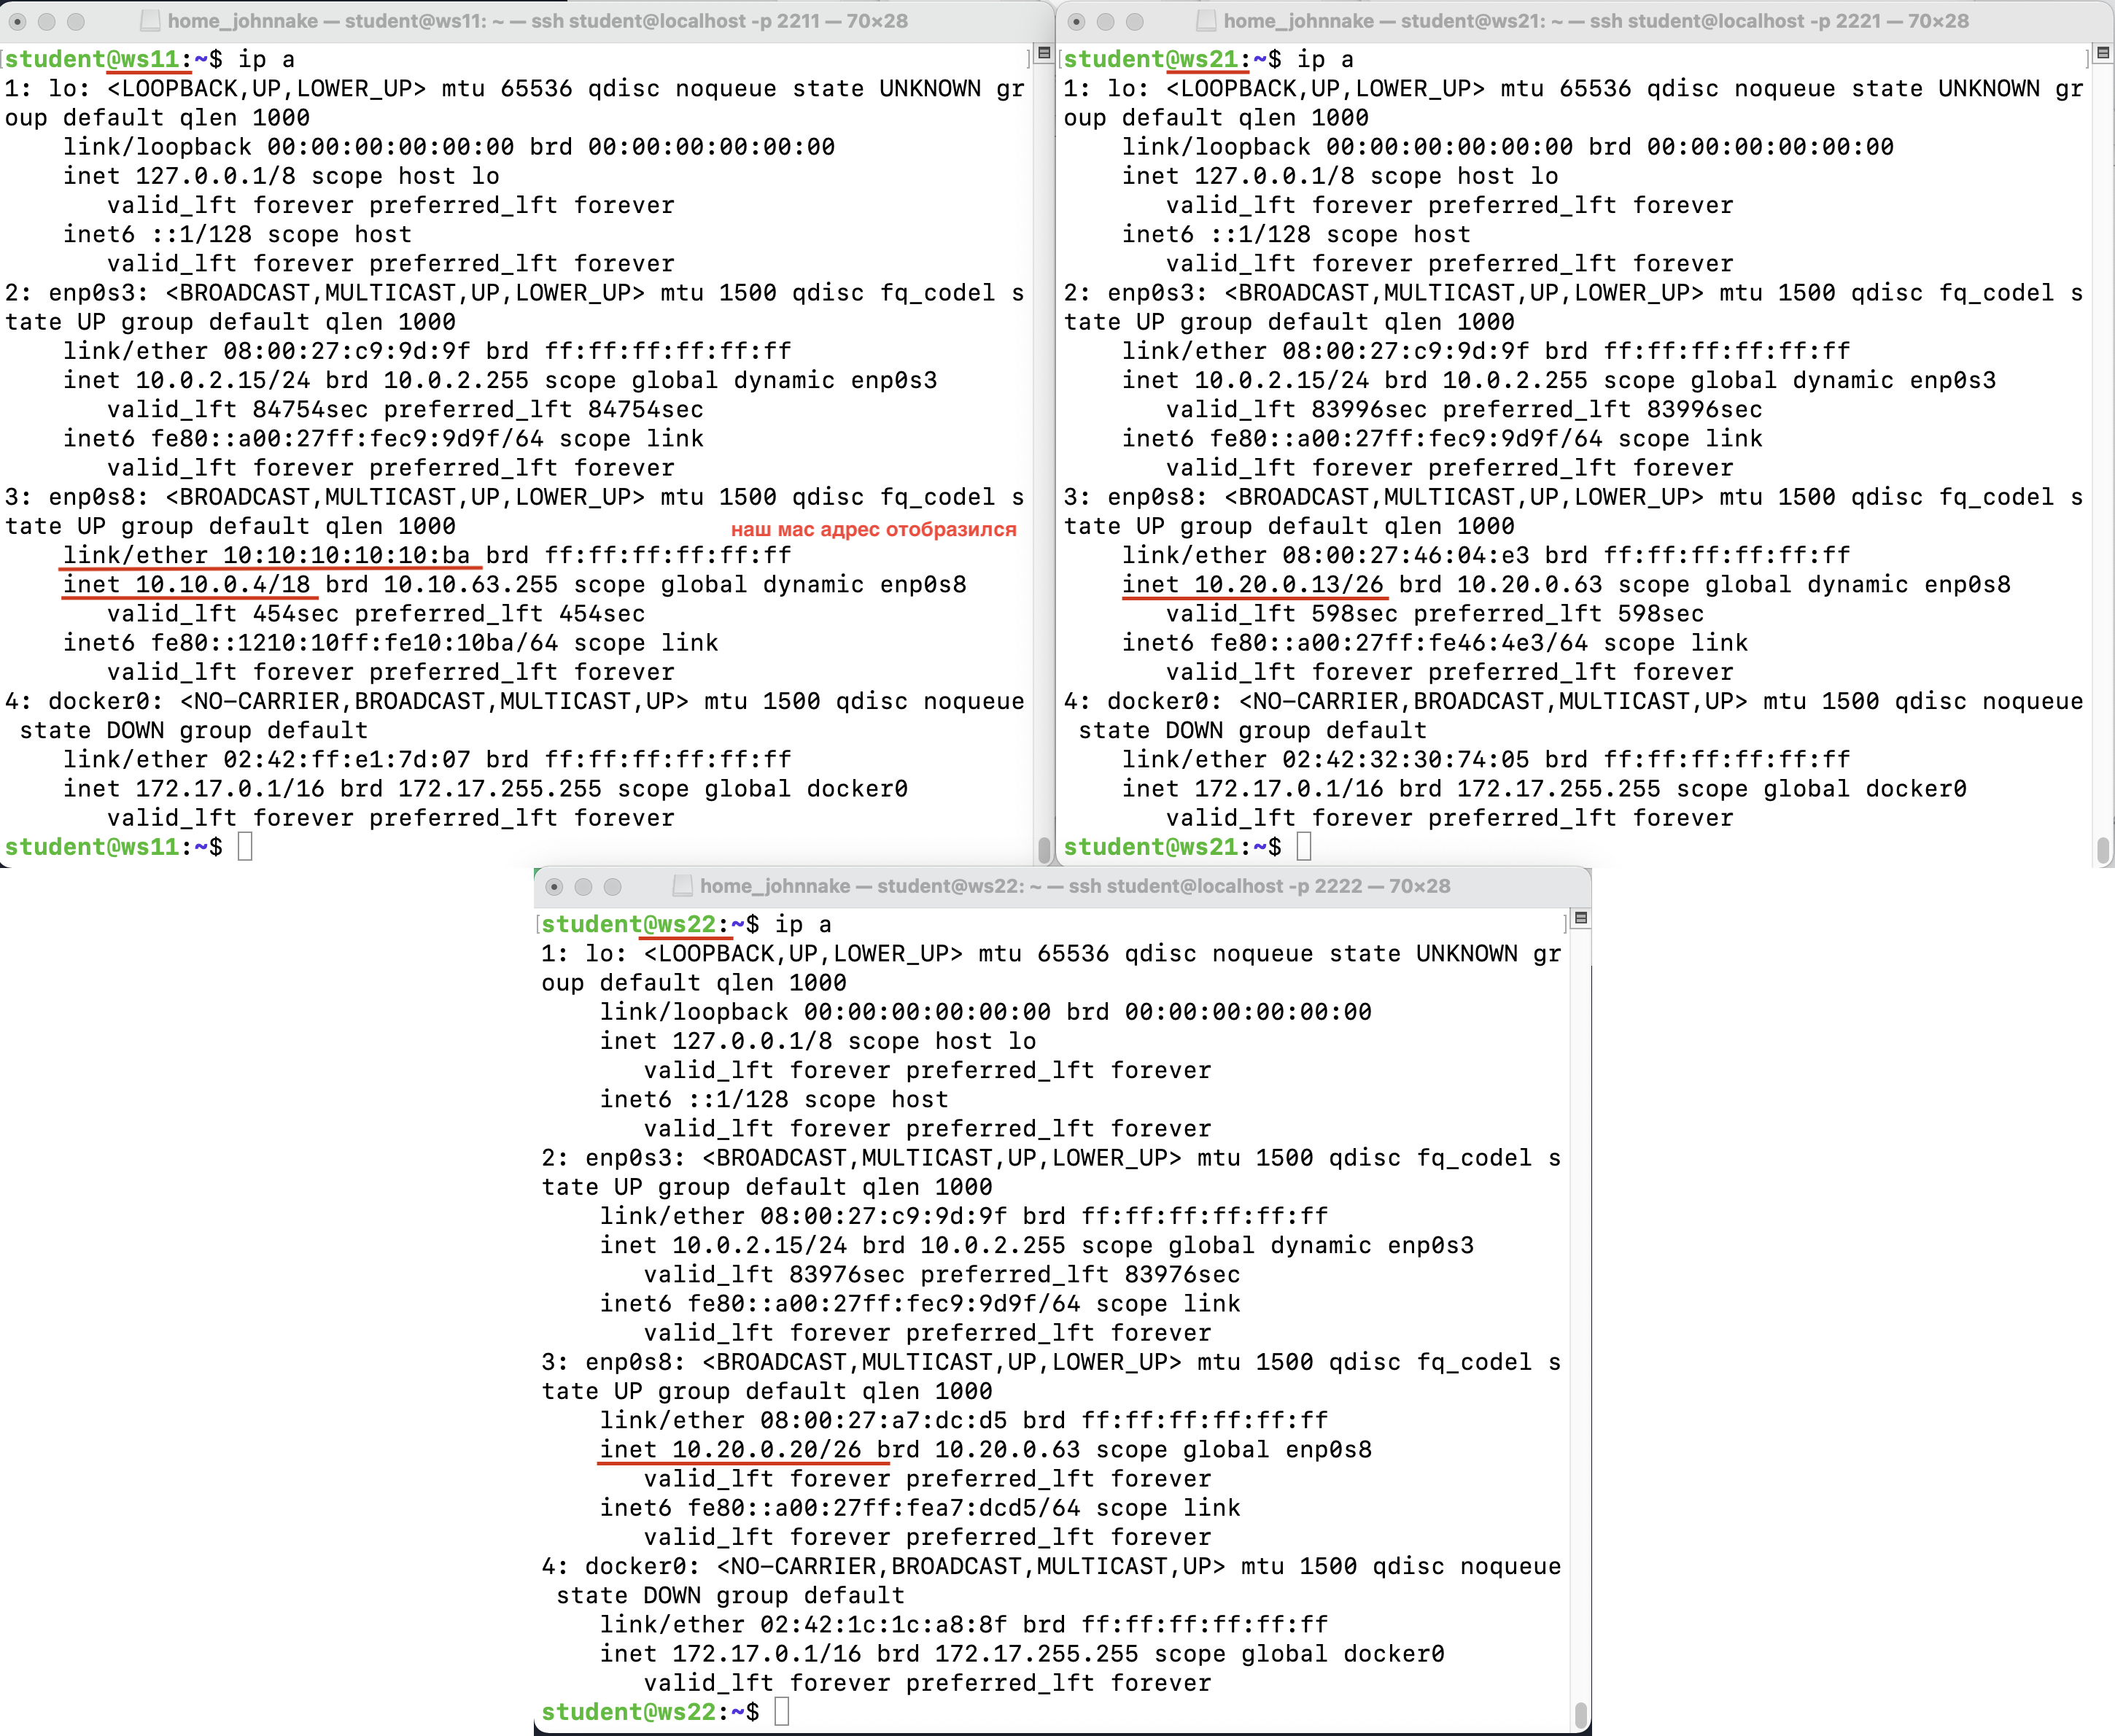 home_johnnake — student@ws11: ~ — ssh student@localhost -p 2211 — 70×28
student@ws11:~$ ip a
1: lo: <LOOPBACK,UP,LOWER_UP> mtu 65536 qdisc noqueue state UNKNOWN gr
oup default qlen 1000
    link/loopback 00:00:00:00:00:00 brd 00:00:00:00:00:00
    inet 127.0.0.1/8 scope host lo
       valid_lft forever preferred_lft forever
    inet6 ::1/128 scope host
       valid_lft forever preferred_lft forever
2: enp0s3: <BROADCAST,MULTICAST,UP,LOWER_UP> mtu 1500 qdisc fq_codel s
tate UP group default qlen 1000
    link/ether 08:00:27:c9:9d:9f brd ff:ff:ff:ff:ff:ff
    inet 10.0.2.15/24 brd 10.0.2.255 scope global dynamic enp0s3
       valid_lft 84754sec preferred_lft 84754sec
    inet6 fe80::a00:27ff:fec9:9d9f/64 scope link
       valid_lft forever preferred_lft forever
3: enp0s8: <BROADCAST,MULTICAST,UP,LOWER_UP> mtu 1500 qdisc fq_codel s
tate UP group default qlen 1000
наш мас адрес отобразился
    link/ether 10:10:10:10:10:ba brd ff:ff:ff:ff:ff:ff
    inet 10.10.0.4/18 brd 10.10.63.255 scope global dynamic enp0s8
       valid_lft 454sec preferred_lft 454sec
    inet6 fe80::1210:10ff:fe10:10ba/64 scope link
       valid_lft forever preferred_lft forever
4: docker0: <NO-CARRIER,BROADCAST,MULTICAST,UP> mtu 1500 qdisc noqueue
 state DOWN group default
    link/ether 02:42:ff:e1:7d:07 brd ff:ff:ff:ff:ff:ff
    inet 172.17.0.1/16 brd 172.17.255.255 scope global docker0
       valid_lft forever preferred_lft forever
student@ws11:~$
home_johnnake — student@ws21: ~ — ssh student@localhost -p 2221 — 70×28
student@ws21:~$ ip a
1: lo: <LOOPBACK,UP,LOWER_UP> mtu 65536 qdisc noqueue state UNKNOWN gr
oup default qlen 1000
    link/loopback 00:00:00:00:00:00 brd 00:00:00:00:00:00
    inet 127.0.0.1/8 scope host lo
       valid_lft forever preferred_lft forever
    inet6 ::1/128 scope host
       valid_lft forever preferred_lft forever
2: enp0s3: <BROADCAST,MULTICAST,UP,LOWER_UP> mtu 1500 qdisc fq_codel s
tate UP group default qlen 1000
    link/ether 08:00:27:c9:9d:9f brd ff:ff:ff:ff:ff:ff
    inet 10.0.2.15/24 brd 10.0.2.255 scope global dynamic enp0s3
       valid_lft 83996sec preferred_lft 83996sec
    inet6 fe80::a00:27ff:fec9:9d9f/64 scope link
       valid_lft forever preferred_lft forever
3: enp0s8: <BROADCAST,MULTICAST,UP,LOWER_UP> mtu 1500 qdisc fq_codel s
tate UP group default qlen 1000
    link/ether 08:00:27:46:04:e3 brd ff:ff:ff:ff:ff:ff
    inet 10.20.0.13/26 brd 10.20.0.63 scope global dynamic enp0s8
       valid_lft 598sec preferred_lft 598sec
    inet6 fe80::a00:27ff:fe46:4e3/64 scope link
       valid_lft forever preferred_lft forever
4: docker0: <NO-CARRIER,BROADCAST,MULTICAST,UP> mtu 1500 qdisc noqueue
 state DOWN group default
    link/ether 02:42:32:30:74:05 brd ff:ff:ff:ff:ff:ff
    inet 172.17.0.1/16 brd 172.17.255.255 scope global docker0
       valid_lft forever preferred_lft forever
student@ws21:~$
home_johnnake — student@ws22: ~ — ssh student@localhost -p 2222 — 70×28
student@ws22:~$ ip a
1: lo: <LOOPBACK,UP,LOWER_UP> mtu 65536 qdisc noqueue state UNKNOWN gr
oup default qlen 1000
    link/loopback 00:00:00:00:00:00 brd 00:00:00:00:00:00
    inet 127.0.0.1/8 scope host lo
       valid_lft forever preferred_lft forever
    inet6 ::1/128 scope host
       valid_lft forever preferred_lft forever
2: enp0s3: <BROADCAST,MULTICAST,UP,LOWER_UP> mtu 1500 qdisc fq_codel s
tate UP group default qlen 1000
    link/ether 08:00:27:c9:9d:9f brd ff:ff:ff:ff:ff:ff
    inet 10.0.2.15/24 brd 10.0.2.255 scope global dynamic enp0s3
       valid_lft 83976sec preferred_lft 83976sec
    inet6 fe80::a00:27ff:fec9:9d9f/64 scope link
       valid_lft forever preferred_lft forever
3: enp0s8: <BROADCAST,MULTICAST,UP,LOWER_UP> mtu 1500 qdisc fq_codel s
tate UP group default qlen 1000
    link/ether 08:00:27:a7:dc:d5 brd ff:ff:ff:ff:ff:ff
    inet 10.20.0.20/26 brd 10.20.0.63 scope global enp0s8
       valid_lft forever preferred_lft forever
    inet6 fe80::a00:27ff:fea7:dcd5/64 scope link
       valid_lft forever preferred_lft forever
4: docker0: <NO-CARRIER,BROADCAST,MULTICAST,UP> mtu 1500 qdisc noqueue
 state DOWN group default
    link/ether 02:42:1c:1c:a8:8f brd ff:ff:ff:ff:ff:ff
    inet 172.17.0.1/16 brd 172.17.255.255 scope global docker0
       valid_lft forever preferred_lft forever
student@ws22:~$